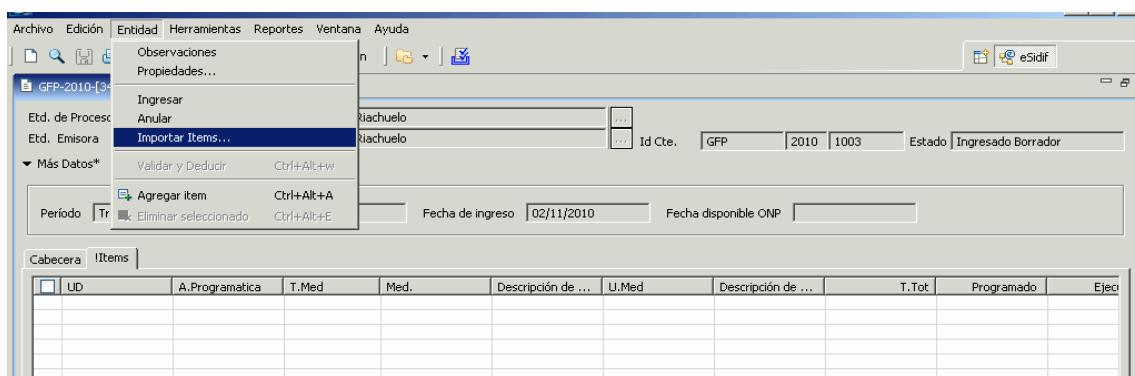 Archivo Edición Entidad Herramientas Reportes Ventana Ayuda
eSidif
Observaciones
Propiedades...
Ingresar
Anular
Importar Items...
Validar y Deducir Ctrl+Alt+w
Agregar item Ctrl+Alt+A
Eliminar seleccionado Ctrl+Alt+E
GFP-2010-[34
Etd. de Proceso Riachuelo ...
Etd. Emisora Riachuelo ... Id Cte. GFP 2010 1003 Estado Ingresado Borrador
Más Datos*
Período Tr Fecha de ingreso 02/11/2010 Fecha disponible ONP
Cabecera !Items
UD A.Programatica T.Med Med. Descripción de ... U.Med Descripción de ... T.Tot Programado Ejecu